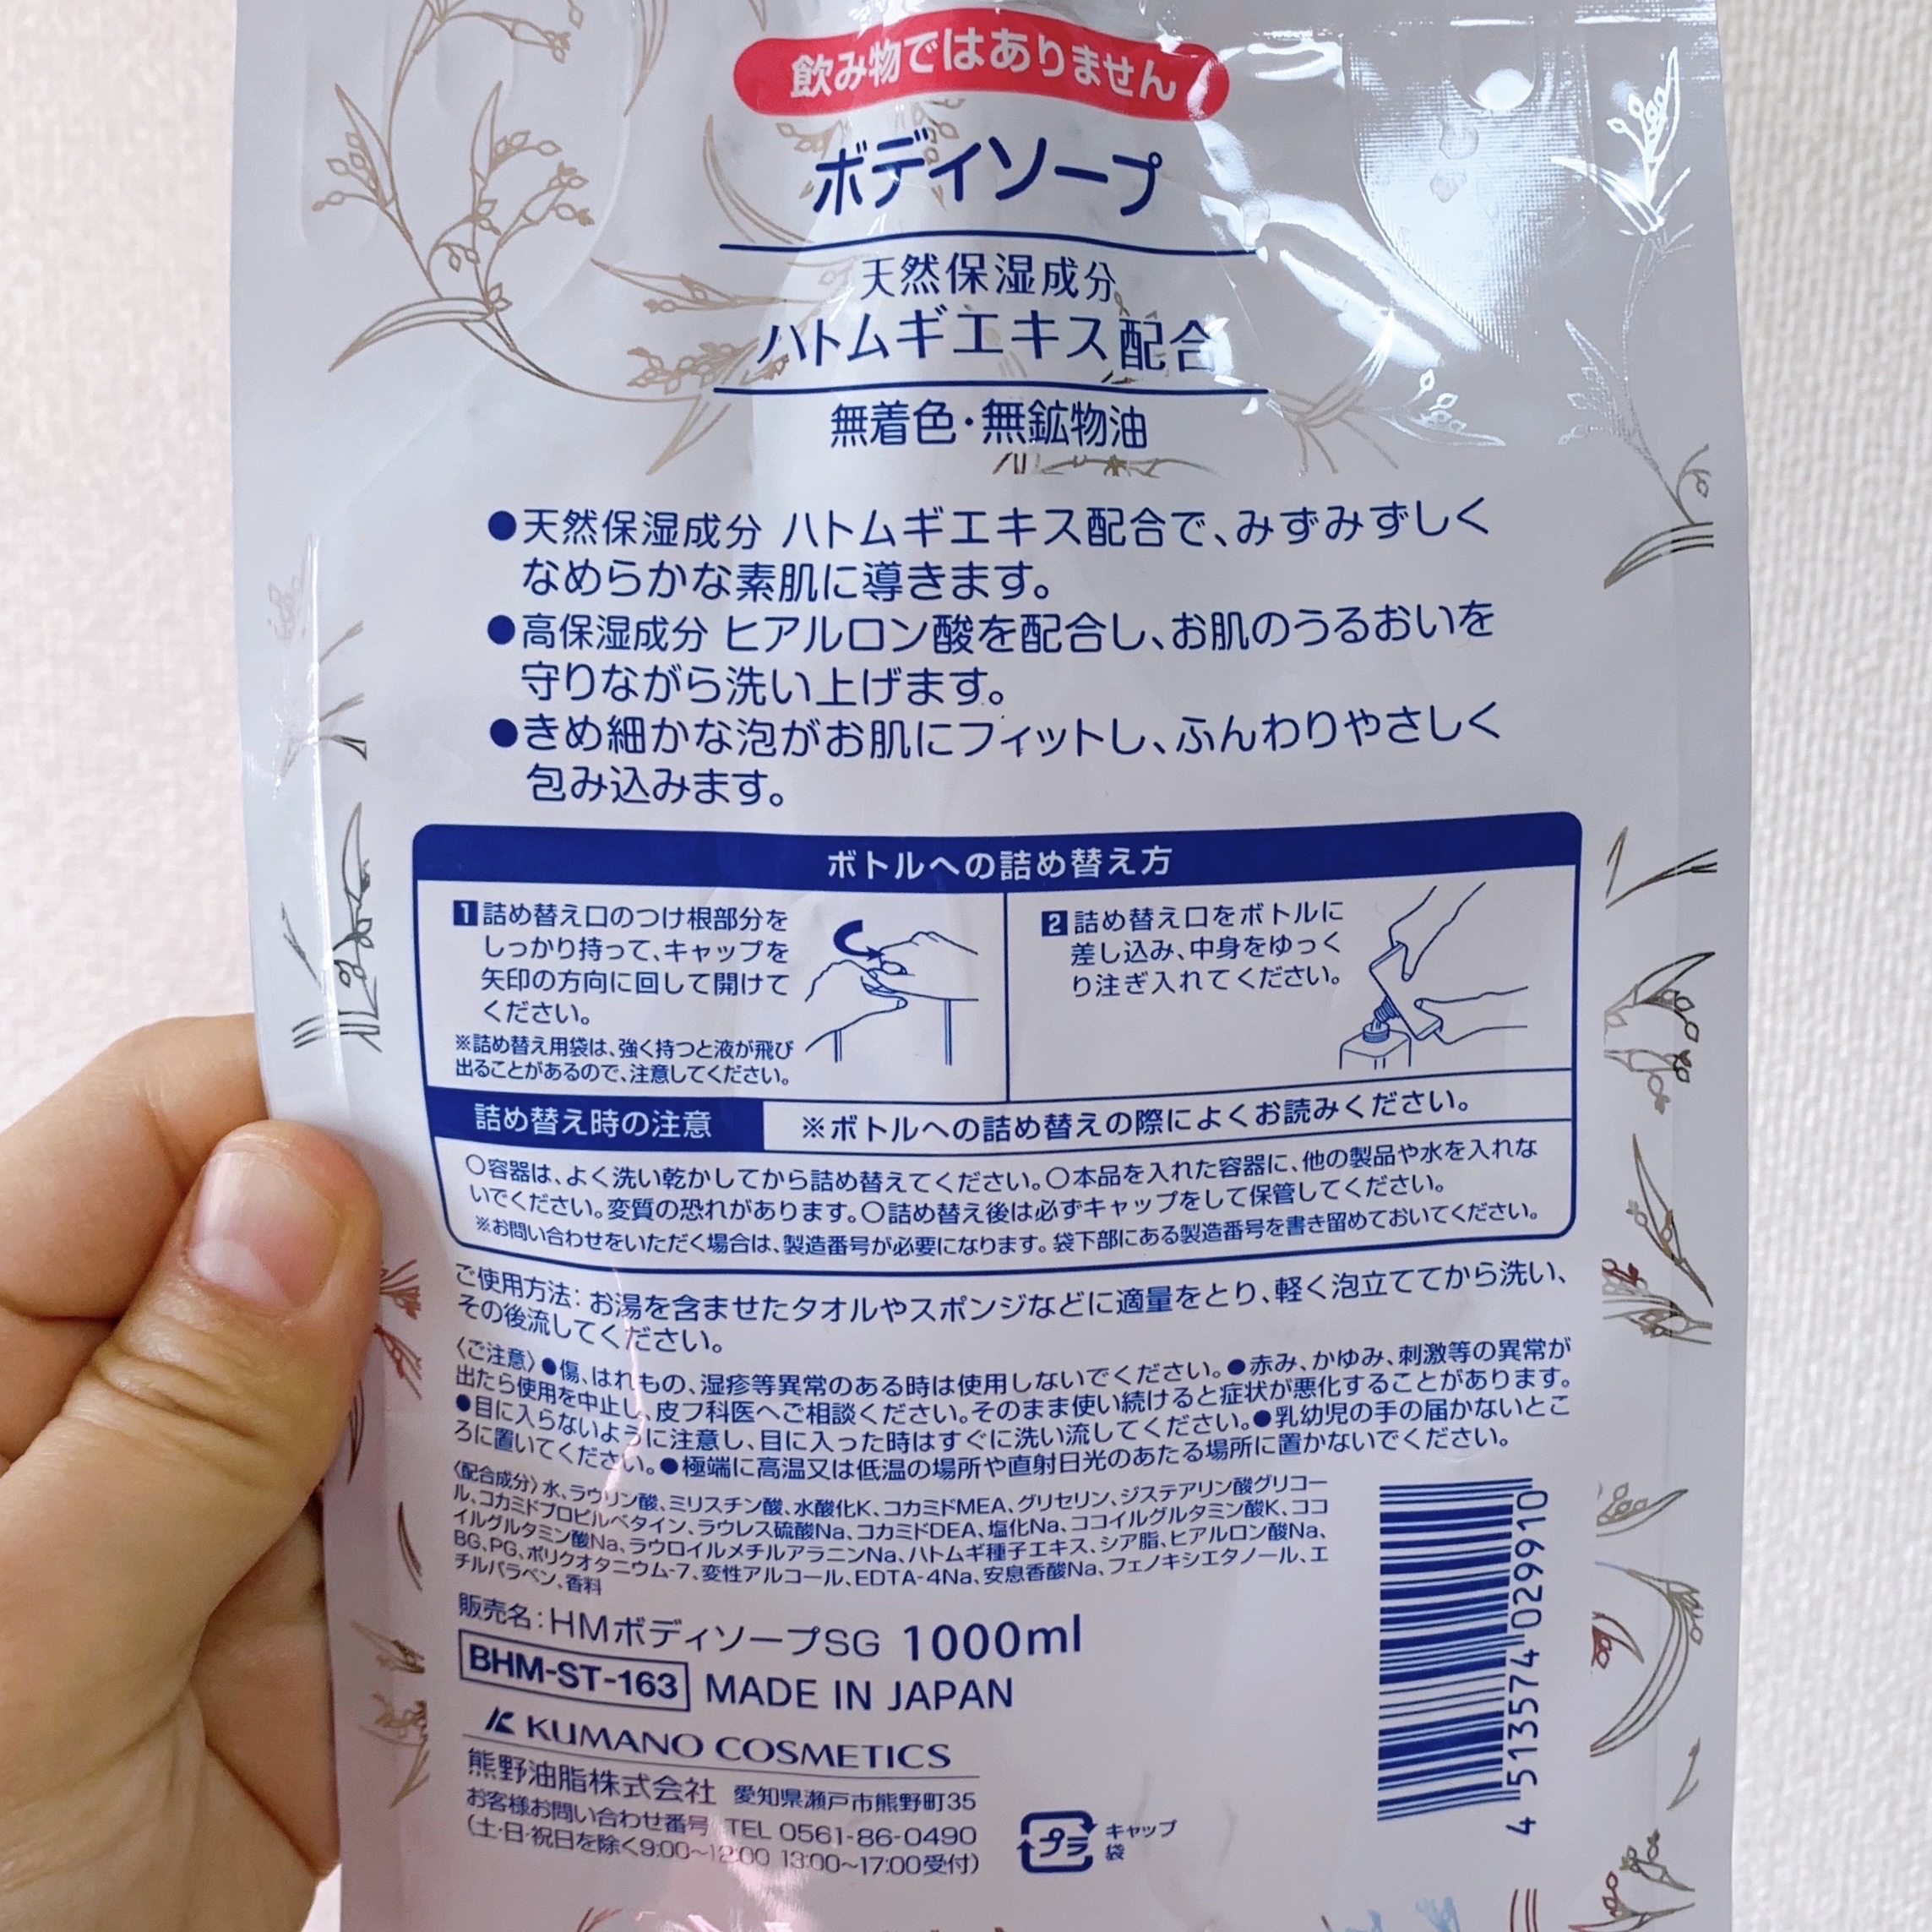 飲み物ではありません
ボディソープ
天然保湿成分
ハトムギエキス配合
無着色・無鉱物油
●天然保湿成分 ハトムギエキス配合で、みずみずしく
なめらかな素肌に導きます。
●高保湿成分 ヒアルロン酸を配合し、お肌のうるおいを
守りながら洗い上げます。
●きめ細かな泡がお肌にフィットし、ふんわりやさしく
包み込みます。
ボトルへの詰め替え方
1 詰め替え口のつけ根部分を
しっかり持って、キャップを
矢印の方向に回して開けて
ください。
※詰め替え用袋は、強く持つと液が飛び
出ることがあるので、注意してください。
2 詰め替え口をボトルに
差し込み、中身をゆっく
り注ぎ入れてください。
詰め替え時の注意 ※ボトルへの詰め替えの際によくお読みください。
○容器は、よく洗い乾かしてから詰め替えてください。○本品を入れた容器に、他の製品や水を入れな
いでください。変質の恐れがあります。○詰め替え後は必ずキャップをして保管してください。
※お問い合わせをいただく場合は、製造番号が必要になります。袋下部にある製造番号を書き留めておいてください。
ご使用方法：お湯を含ませたタオルやスポンジなどに適量をとり、軽く泡立ててから洗い、
その後流してください。
〈ご注意〉●傷、はれもの、湿疹等異常のある時は使用しないでください。●赤み、かゆみ、刺激等の異常が
出たら使用を中止し、皮フ科医へご相談ください。そのまま使い続けると症状が悪化することがあります。
●目に入らないように注意し、目に入った時はすぐに洗い流してください。●乳幼児の手の届かないとこ
ろに置いてください。●極端に高温又は低温の場所や直射日光のあたる場所に置かないでください。
〈配合成分〉水、ラウリン酸、ミリスチン酸、水酸化K、コカミドMEA、グリセリン、ジステアリン酸グリコー
ル、コカミドプロピルベタイン、ラウレス硫酸Na、コカミドDEA、塩化Na、ココイルグルタミン酸K、ココ
イルグルタミン酸Na、ラウロイルメチルアラニンNa、ハトムギ種子エキス、シア脂、ヒアルロン酸Na、
BG、PG、ポリクオタニウム-7、変性アルコール、EDTA-4Na、安息香酸Na、フェノキシエタノール、エ
チルパラベン、香料
販売名：HMボディソープSG 1000ml
BHM-ST-163 MADE IN JAPAN
KUMANO COSMETICS
熊野油脂株式会社 愛知県瀬戸市熊野町35
お客様お問い合わせ番号 TEL 0561-86-0490
(土・日・祝日を除く9:00～12:00 13:00～17:00受付)
プラ キャップ
袋
4 513574 029910